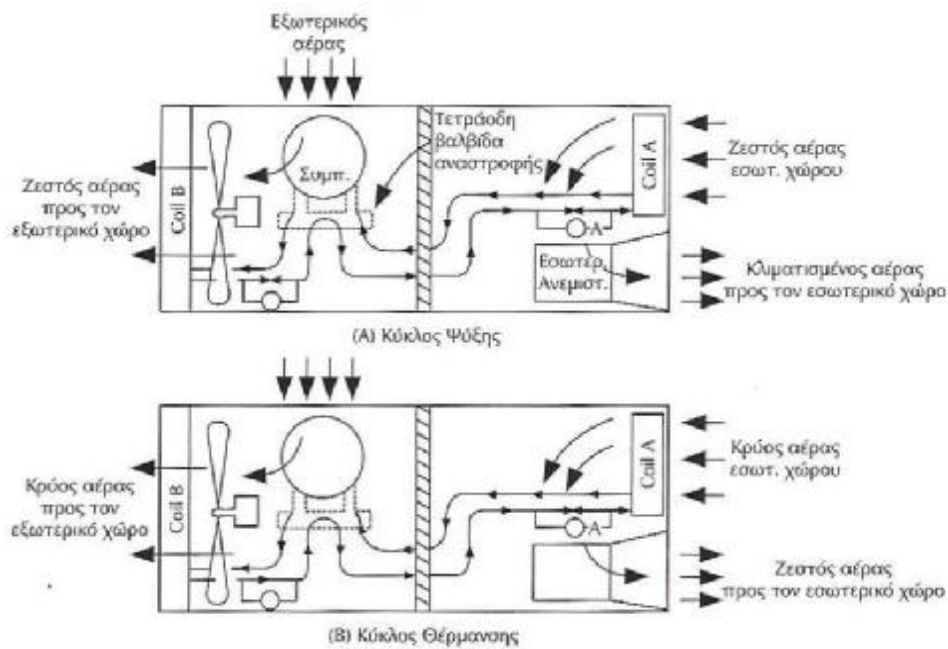 Εξωτερικός
αέρας
Τετράοδη
βαλβίδα
αναστροφής
Συμπ.
Coil B
Coil A
Ζεστός αέρας
προς τον
εξωτερικό χώρο
Ζεστός αέρας
εσωτ. χώρου
A
Εσωτερ.
Ανεμιστ.
Κλιματισμένος αέρας
προς τον εσωτερικό χώρο
(Α) Κύκλος Ψύξης
Coil B
Coil A
Κρύος αέρας
προς τον
εξωτερικό χώρο
Κρύος αέρας
εσωτ. χώρου
A
Ζεστός αέρας
προς τον εσωτερικό χώρο
(Β) Κύκλος Θέρμανσης